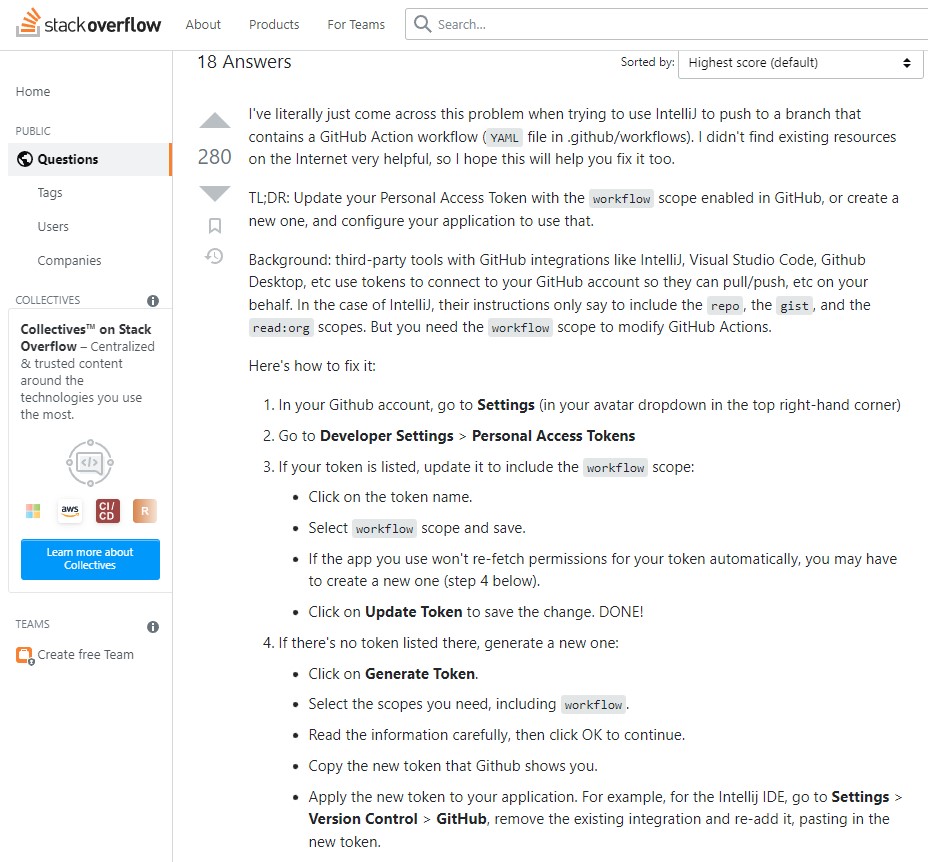 stackoverflow
About
Products
For Teams
Search...
18 Answers
Sorted by:
Highest score (default)
Home
PUBLIC
Questions
Tags
Users
Companies
COLLECTIVES
Collectives™ on Stack
Overflow – Centralized
& trusted content
around the
technologies you use
the most.
aws
CI/
CD
R
Learn more about
Collectives
TEAMS
Create free Team
280
I've literally just come across this problem when trying to use IntelliJ to push to a branch that
contains a GitHub Action workflow ( YAML file in .github/workflows). I didn't find existing resources
on the Internet very helpful, so I hope this will help you fix it too.
TL;DR: Update your Personal Access Token with the workflow scope enabled in GitHub, or create a
new one, and configure your application to use that.
Background: third-party tools with GitHub integrations like IntelliJ, Visual Studio Code, Github
Desktop, etc use tokens to connect to your GitHub account so they can pull/push, etc on your
behalf. In the case of IntelliJ, their instructions only say to include the repo, the gist, and the
read:org scopes. But you need the workflow scope to modify GitHub Actions.
Here's how to fix it:
1. In your Github account, go to Settings (in your avatar dropdown in the top right-hand corner)
2. Go to Developer Settings > Personal Access Tokens
3. If your token is listed, update it to include the workflow scope:
• Click on the token name.
• Select workflow scope and save.
• If the app you use won't re-fetch permissions for your token automatically, you may have
to create a new one (step 4 below).
• Click on Update Token to save the change. DONE!
4. If there's no token listed there, generate a new one:
• Click on Generate Token.
• Select the scopes you need, including workflow.
• Read the information carefully, then click OK to continue.
• Copy the new token that Github shows you.
• Apply the new token to your application. For example, for the Intellij IDE, go to Settings >
Version Control > GitHub, remove the existing integration and re-add it, pasting in the
new token.